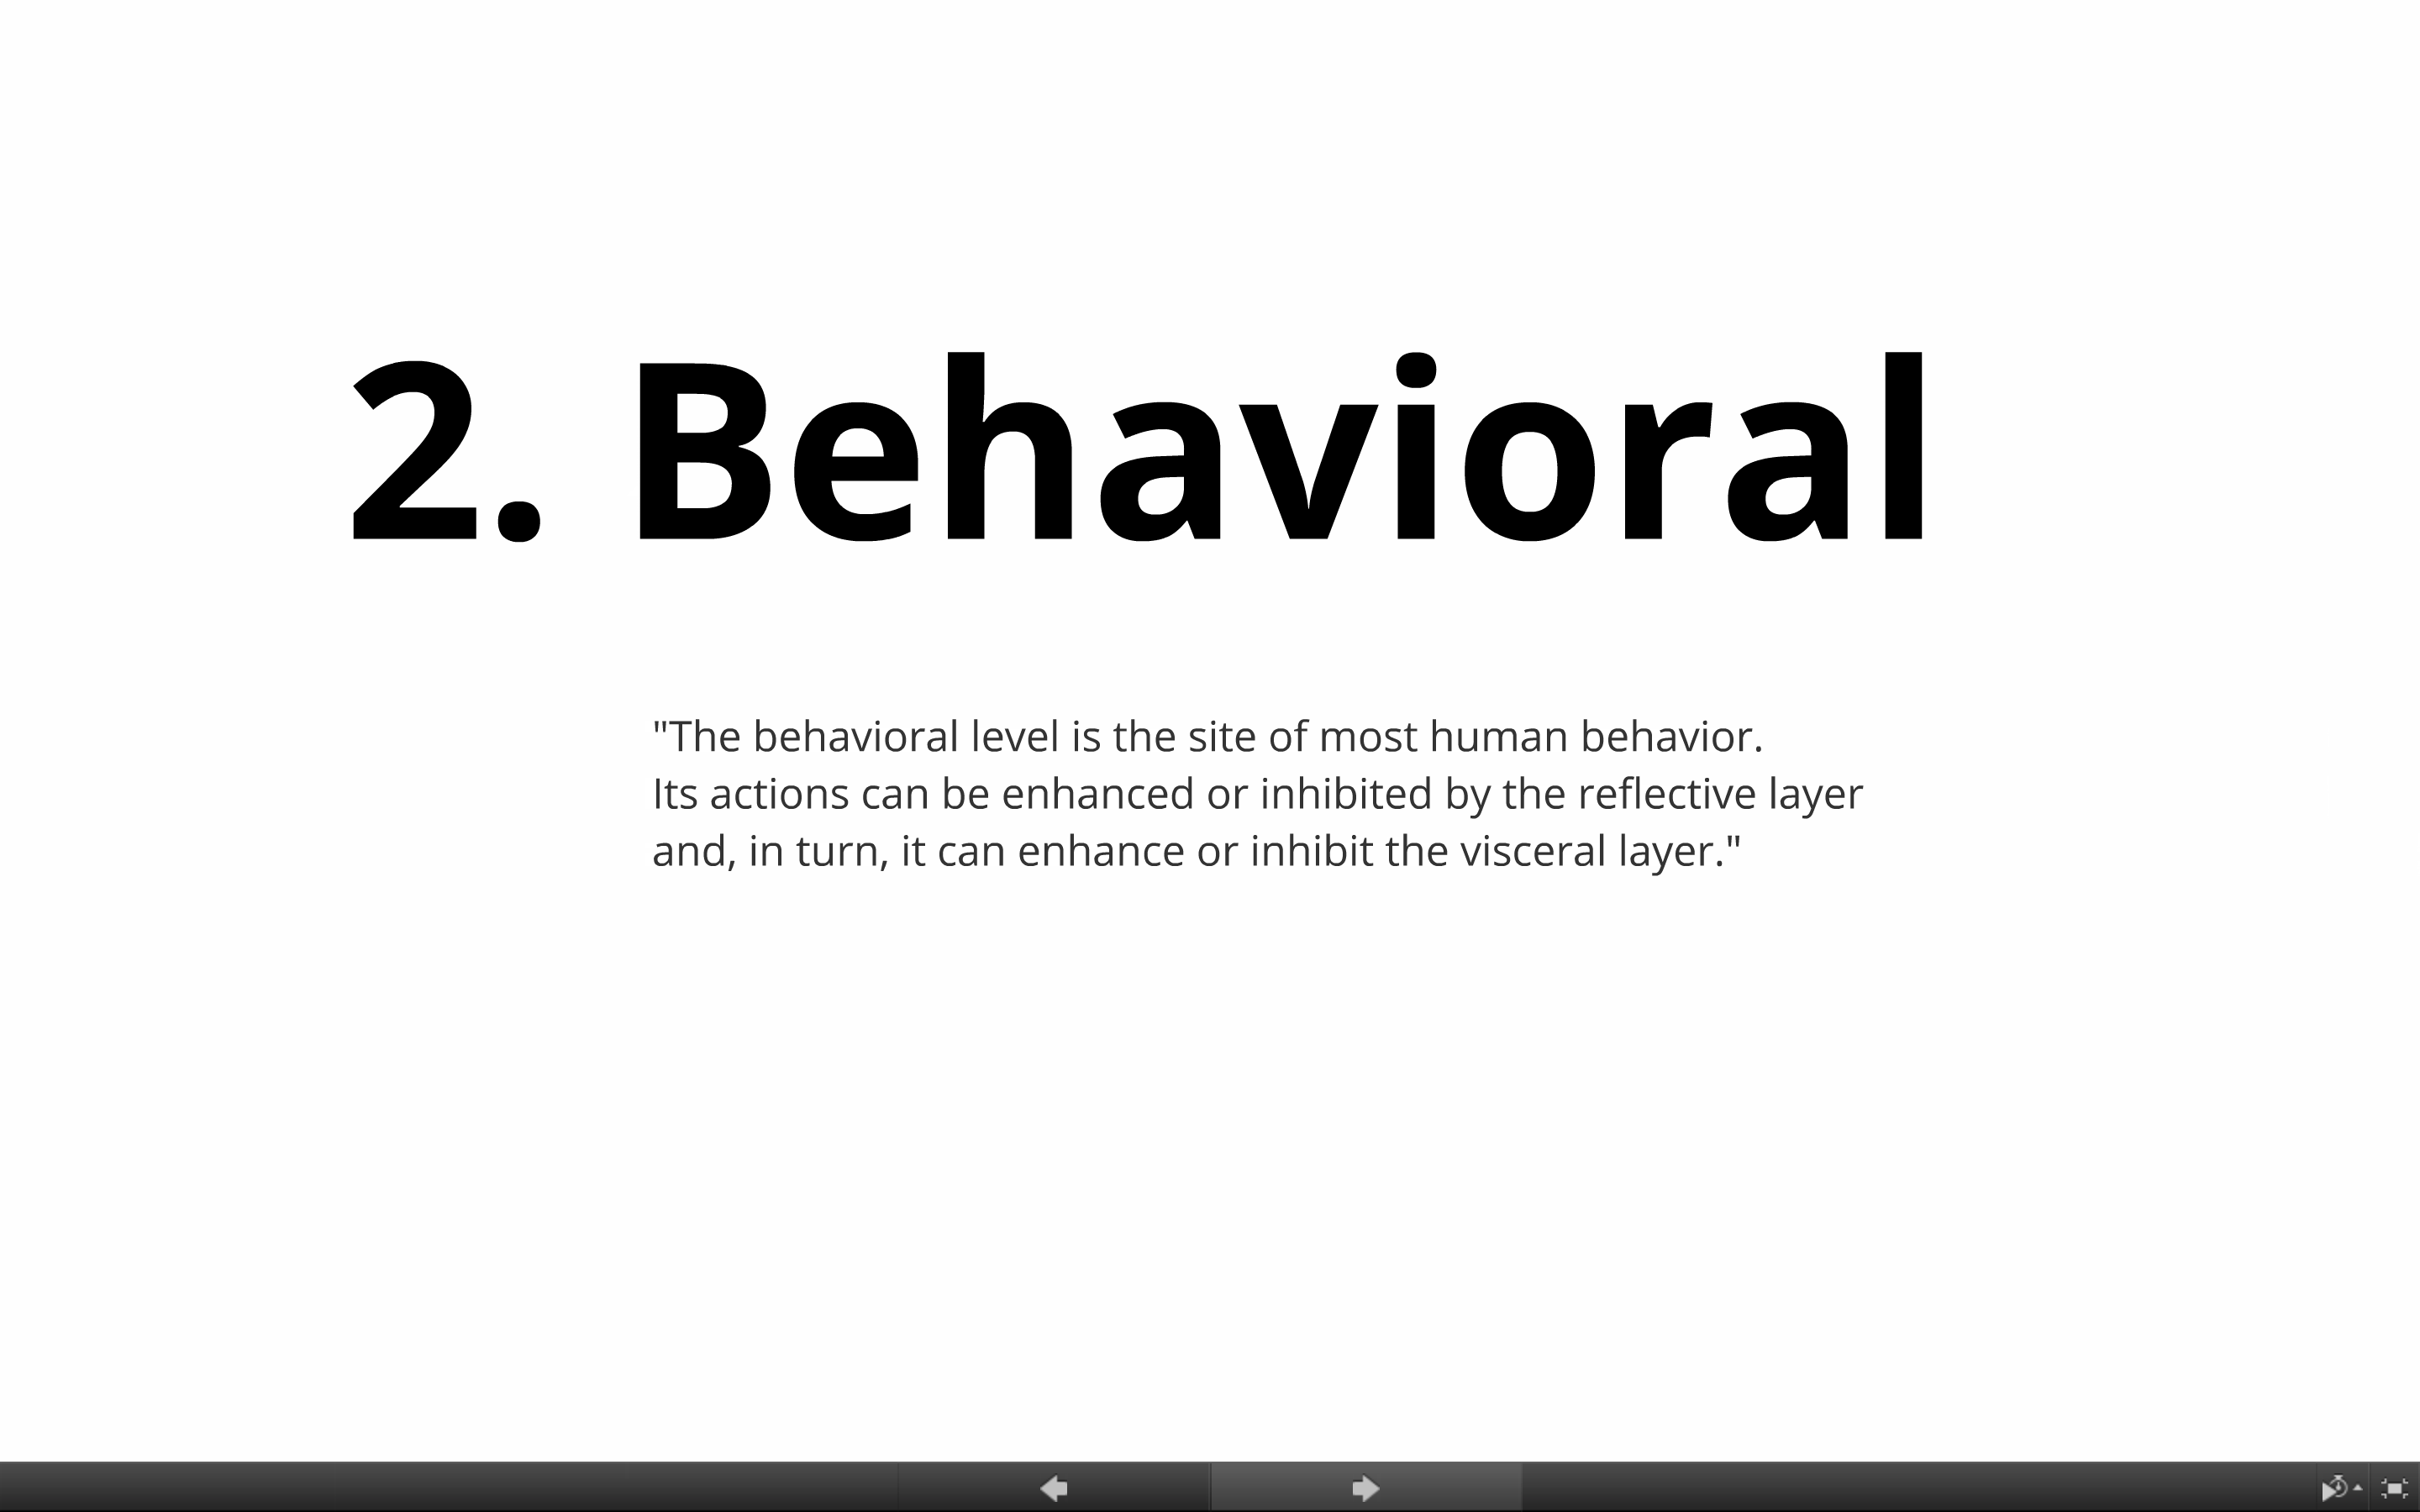 2. Behavioral
"The behavioral level is the site of most human behavior.
Its actions can be enhanced or inhibited by the reflective layer
and, in turn, it can enhance or inhibit the visceral layer."